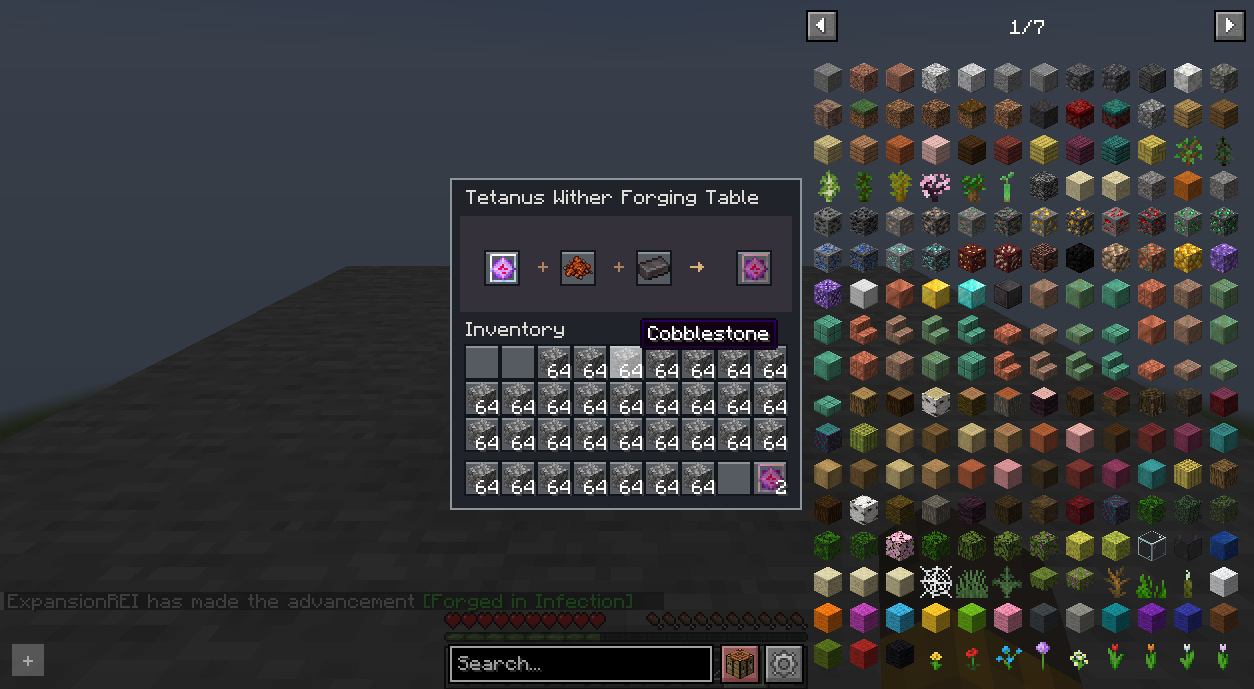 1/7
Tetanus Wither Forging Table
Inventory
Cobblestone
64 64 64 64 64 64 64
64 64 64 64 64 64 64 64 64
64 64 64 64 64 64 64 64 64
64 64 64 64 64 64 64 2
ExpansionREI has made the advancement [Forged in Infection]
Search...